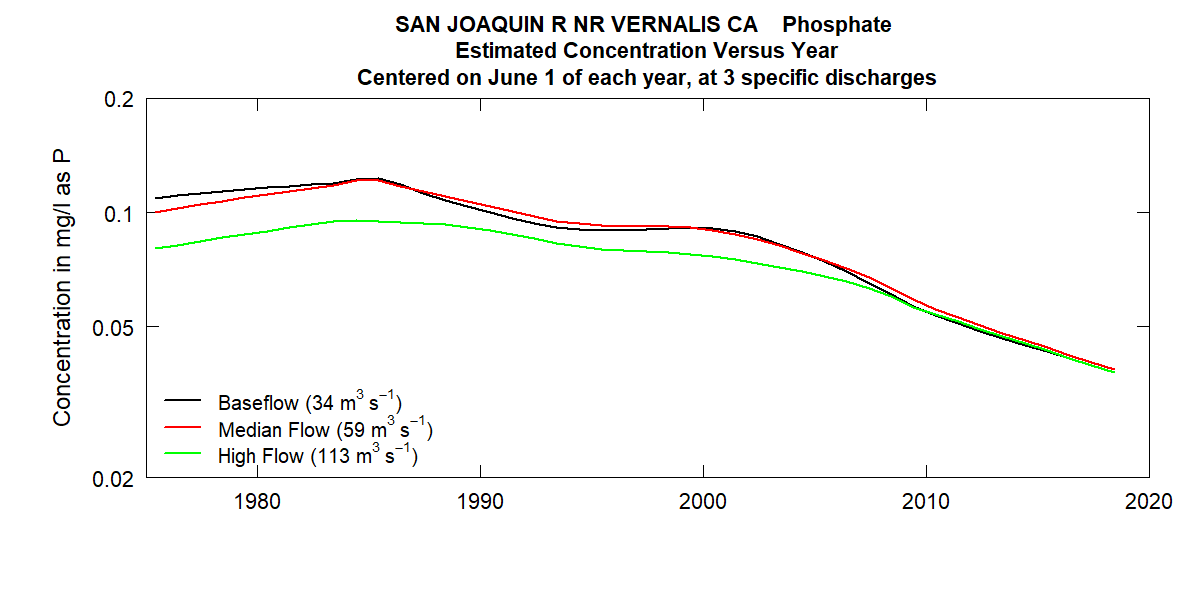 SAN JOAQUIN R NR VERNALIS CA    Phosphate
Estimated Concentration Versus Year
Centered on June 1 of each year, at 3 specific discharges
Concentration in mg/l as P
0.2
0.1
0.05
0.02
Baseflow (34 m³ s⁻¹)
Median Flow (59 m³ s⁻¹)
High Flow (113 m³ s⁻¹)
1980 1990 2000 2010 2020